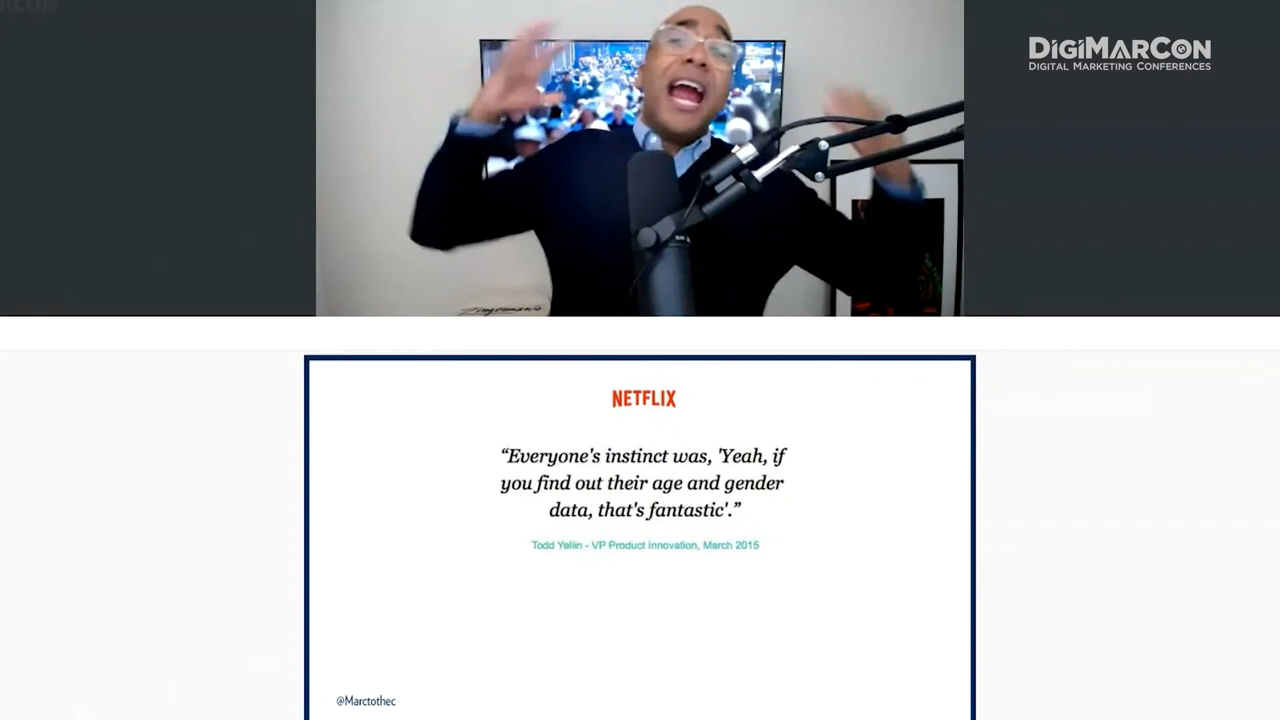 DIGIMARCON
DIGITAL MARKETING CONFERENCES
Zingerman's
NETFLIX
“Everyone's instinct was, 'Yeah, if
you find out their age and gender
data, that's fantastic'.”
Todd Yellin - VP Product Innovation, March 2015
@Marctothec